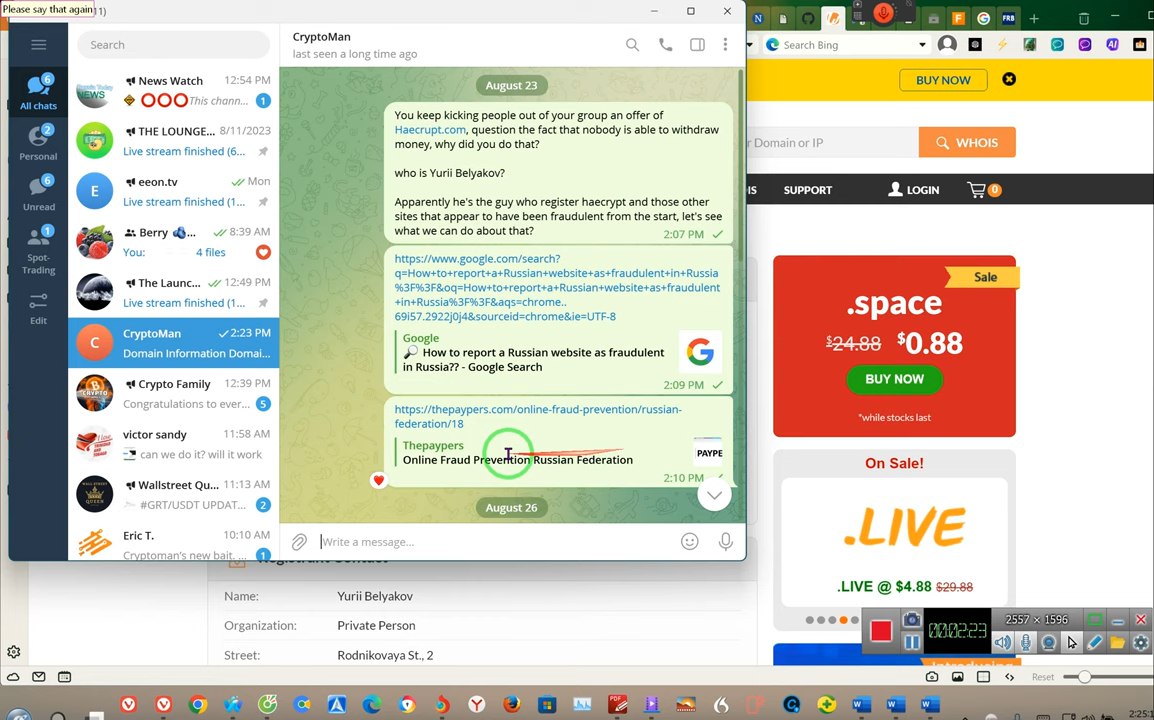 Please say that again
11)
Search
CryptoMan
last seen a long time ago
Search Bing
FRB
All chats
6
Personal
2
Unread
6
Spot-
Trading
1
Edit
News Watch
12:54 PM
This chann...
1
THE LOUNGE...
8/11/2023
Live stream finished (6...
E
eeon.tv
Mon
Live stream finished (1...
Berry
8:39 AM
You:
4 files
The Launc...
12:49 PM
Live stream finished (1...
C
CryptoMan
2:23 PM
Domain Information Domai...
Crypto Family
12:39 PM
Congratulations to ever...
5
victor sandy
11:58 AM
can we do it? will it work
Wallstreet Qu...
11:13 AM
#GRT/USDT UPDAT...
2
Eric T.
10:10 AM
Cryptoman's new bait. ...
1
August 23
You keep kicking people out of your group an offer of
Haecrupt.com, question the fact that nobody is able to withdraw
money, why did you do that?
who is Yurii Belyakov?
Apparently he's the guy who register haecrypt and those other
sites that appear to have been fraudulent from the start, let's see
what we can do about that?
2:07 PM
https://www.google.com/search?
q=How+to+report+a+Russian+website+as+fraudulent+in+Russia
%3F%3F&oq=How+to+report+a+Russian+website+as+fraudulent
+in+Russia%3F%3F&aqs=chrome..
69i57.2922j0j4&sourceid=chrome&ie=UTF-8
Google
How to report a Russian website as fraudulent
in Russia?? - Google Search
2:09 PM
https://thepaypers.com/online-fraud-prevention/russian-
federation/18
Thepaypers
Online Fraud Prevention Russian Federation
PAYPE
2:10 PM
August 26
Write a message...
BUY NOW
Domain or IP
WHOIS
SUPPORT
LOGIN
0
Sale
.space
$24.88 $0.88
BUY NOW
*while stocks last
On Sale!
.LIVE
.LIVE @ $4.88 $29.88
Registrant Contact
Name:
Yurii Belyakov
Organization:
Private Person
Street:
Rodnikovaya St., 2
2557 × 1596
00:02:23
Introducing
Reset
2:25:1